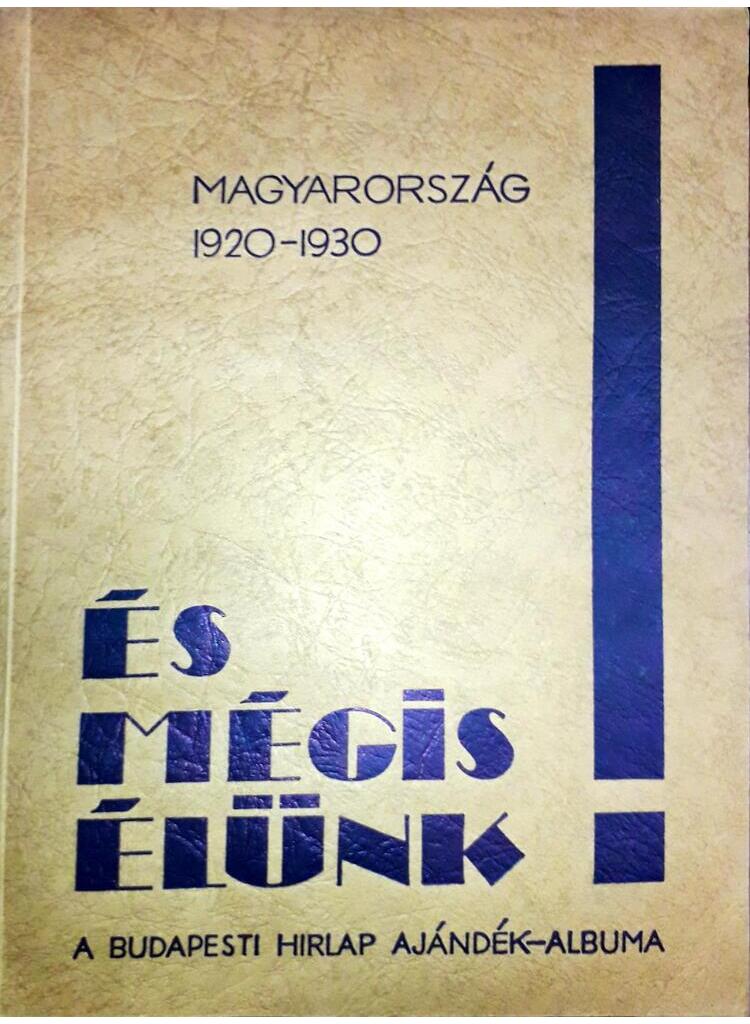 MAGYARORSZÁG
1920-1930
ÉS
MÉGIS
ÉLÜNK!
A BUDAPESTI HIRLAP AJÁNDÉK-ALBUMA